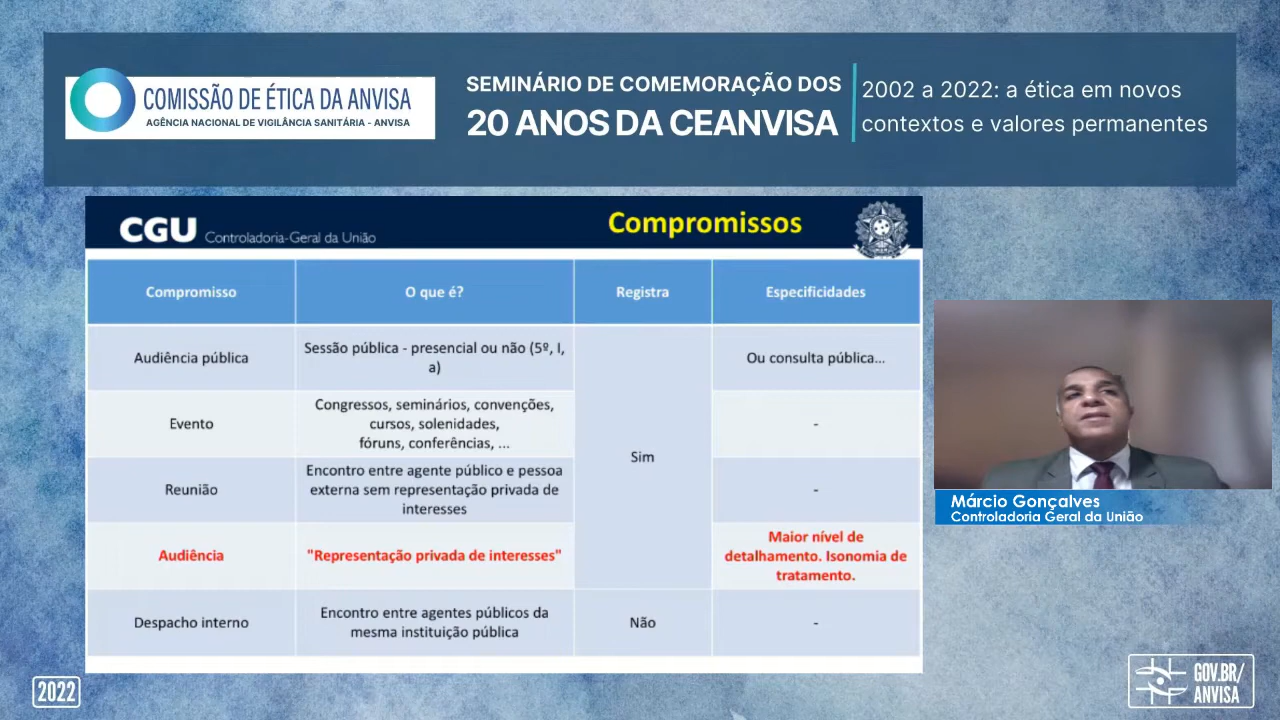 COMISSÃO DE ÉTICA DA ANVISA
AGÊNCIA NACIONAL DE VIGILÂNCIA SANITÁRIA - ANVISA
SEMINÁRIO DE COMEMORAÇÃO DOS
20 ANOS DA CEANVISA
2002 a 2022: a ética em novos
contextos e valores permanentes
CGU Controladoria-Geral da União
Compromissos
Compromisso
O que é?
Registra
Especificidades
Audiência pública
Sessão pública - presencial ou não (5º, I,
a)
Ou consulta pública...
Evento
Congressos, seminários, convenções,
cursos, solenidades,
fóruns, conferências, ...
-
Sim
Reunião
Encontro entre agente público e pessoa
externa sem representação privada de
interesses
-
Audiência
"Representação privada de interesses"
Maior nível de
detalhamento. Isonomia de
tratamento.
Despacho interno
Encontro entre agentes públicos da
mesma instituição pública
Não
-
Márcio Gonçalves
Controladoria Geral da União
2022
GOV.BR/
ANVISA